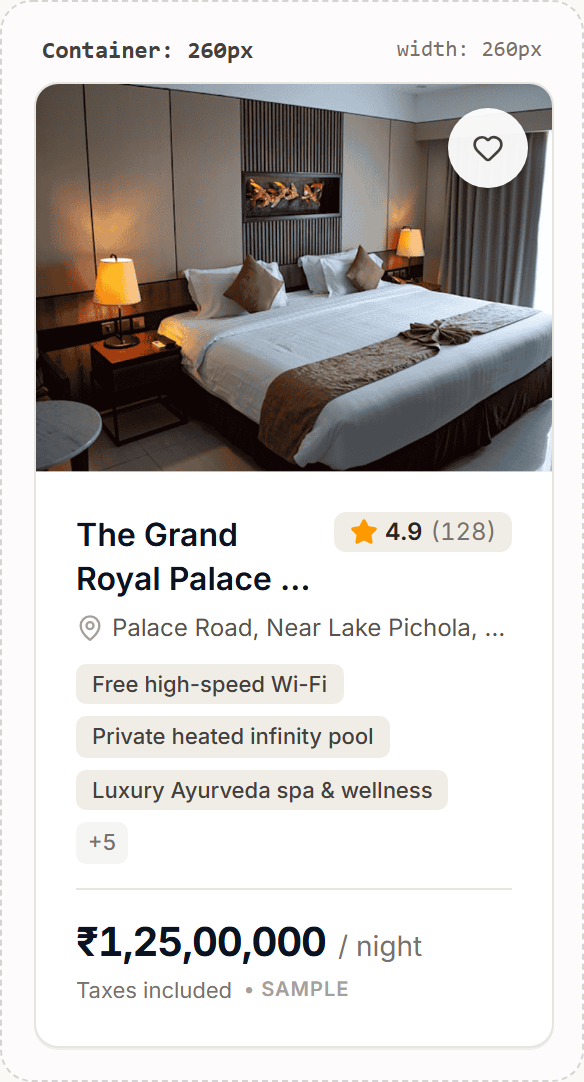 Container: 260px width: 260px
The Grand
Royal Palace ...
4.9 (128)
Palace Road, Near Lake Pichola, ...
Free high-speed Wi-Fi
Private heated infinity pool
Luxury Ayurveda spa & wellness
+5
₹1,25,00,000 / night
Taxes included • SAMPLE